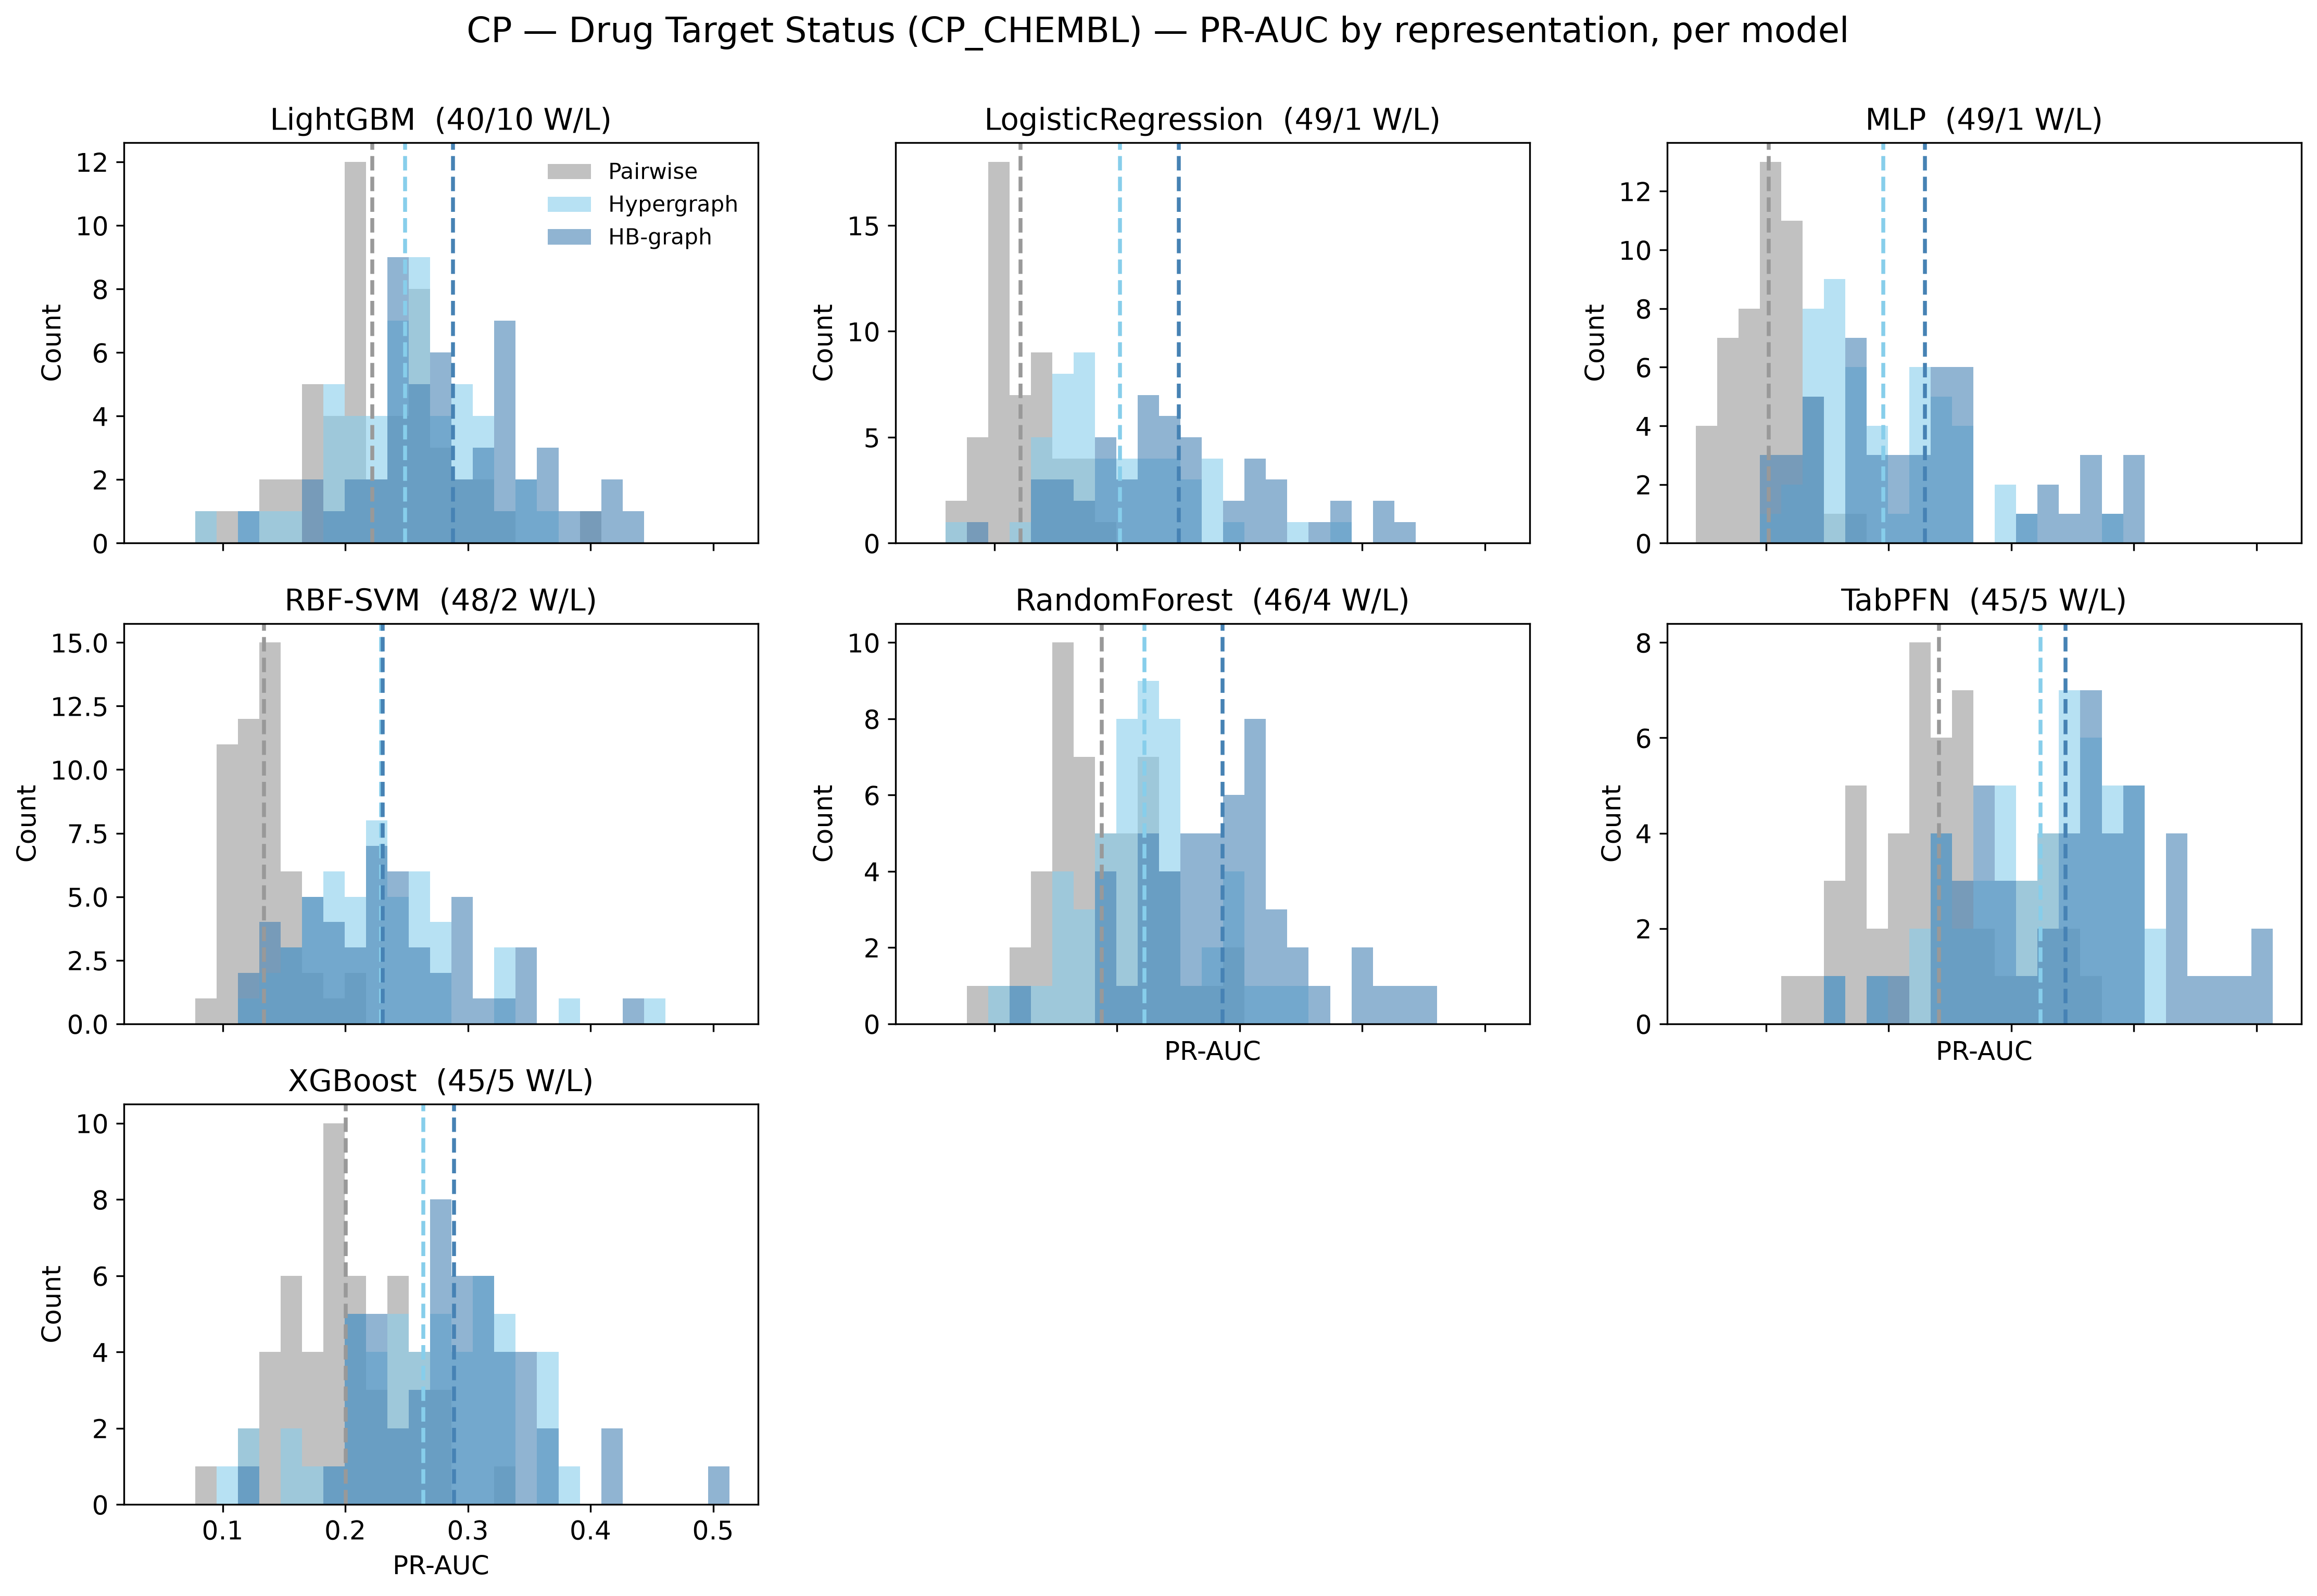 CP — Drug Target Status (CP_CHEMBL) — PR-AUC by representation, per model
LightGBM (40/10 W/L)
12
10
8
6
4
2
0
Count
Pairwise
Hypergraph
HB-graph
LogisticRegression (49/1 W/L)
15
10
5
0
Count
MLP (49/1 W/L)
12
10
8
6
4
2
0
Count
RBF-SVM (48/2 W/L)
15.0
12.5
10.0
7.5
5.0
2.5
0.0
Count
RandomForest (46/4 W/L)
10
8
6
4
2
0
Count
PR-AUC
TabPFN (45/5 W/L)
8
6
4
2
0
Count
PR-AUC
XGBoost (45/5 W/L)
10
8
6
4
2
0
Count
0.1 0.2 0.3 0.4 0.5
PR-AUC